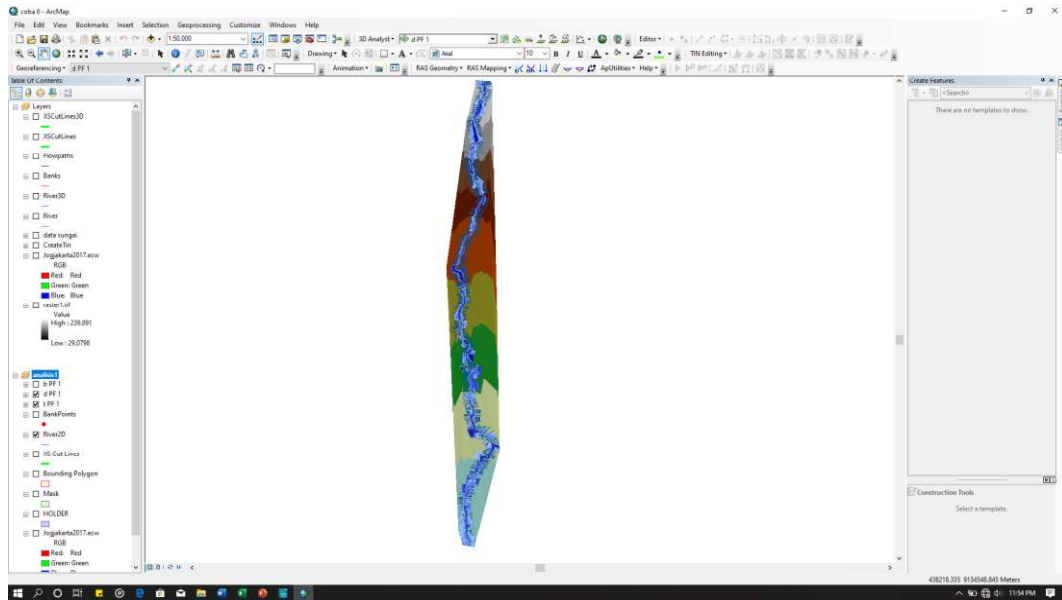 coba 6 - ArcMap
File Edit View Bookmarks Insert Selection Geoprocessing Customize Windows Help
1:50.000 3D Analyst d PF 1 Editor
Drawing Arial 10 B I U A TIN Editing
Georeferencing d PF 1 Animation RAS Geometry RAS Mapping ApUtilities Help
Table Of Contents
Layers
XSCutLines3D
XSCutLines
Flowpaths
Banks
River3D
River
data sungai
CreateTin
Jogjakarta2017.ecw
RGB
Red: Red
Green: Green
Blue: Blue
raster1.tif
Value
High : 239.891
Low : 29.0798
analisis1
b PF 1
d PF 1
t PF 1
BankPoints
River2D
XS Cut Lines
Bounding Polygon
Mask
HOLDER
Jogjakarta2017.ecw
RGB
Red: Red
Green: Green
Create Features
<Search>
There are no templates to show.
Construction Tools
Select a template.
438218.335 9134548.845 Meters
11:54 PM